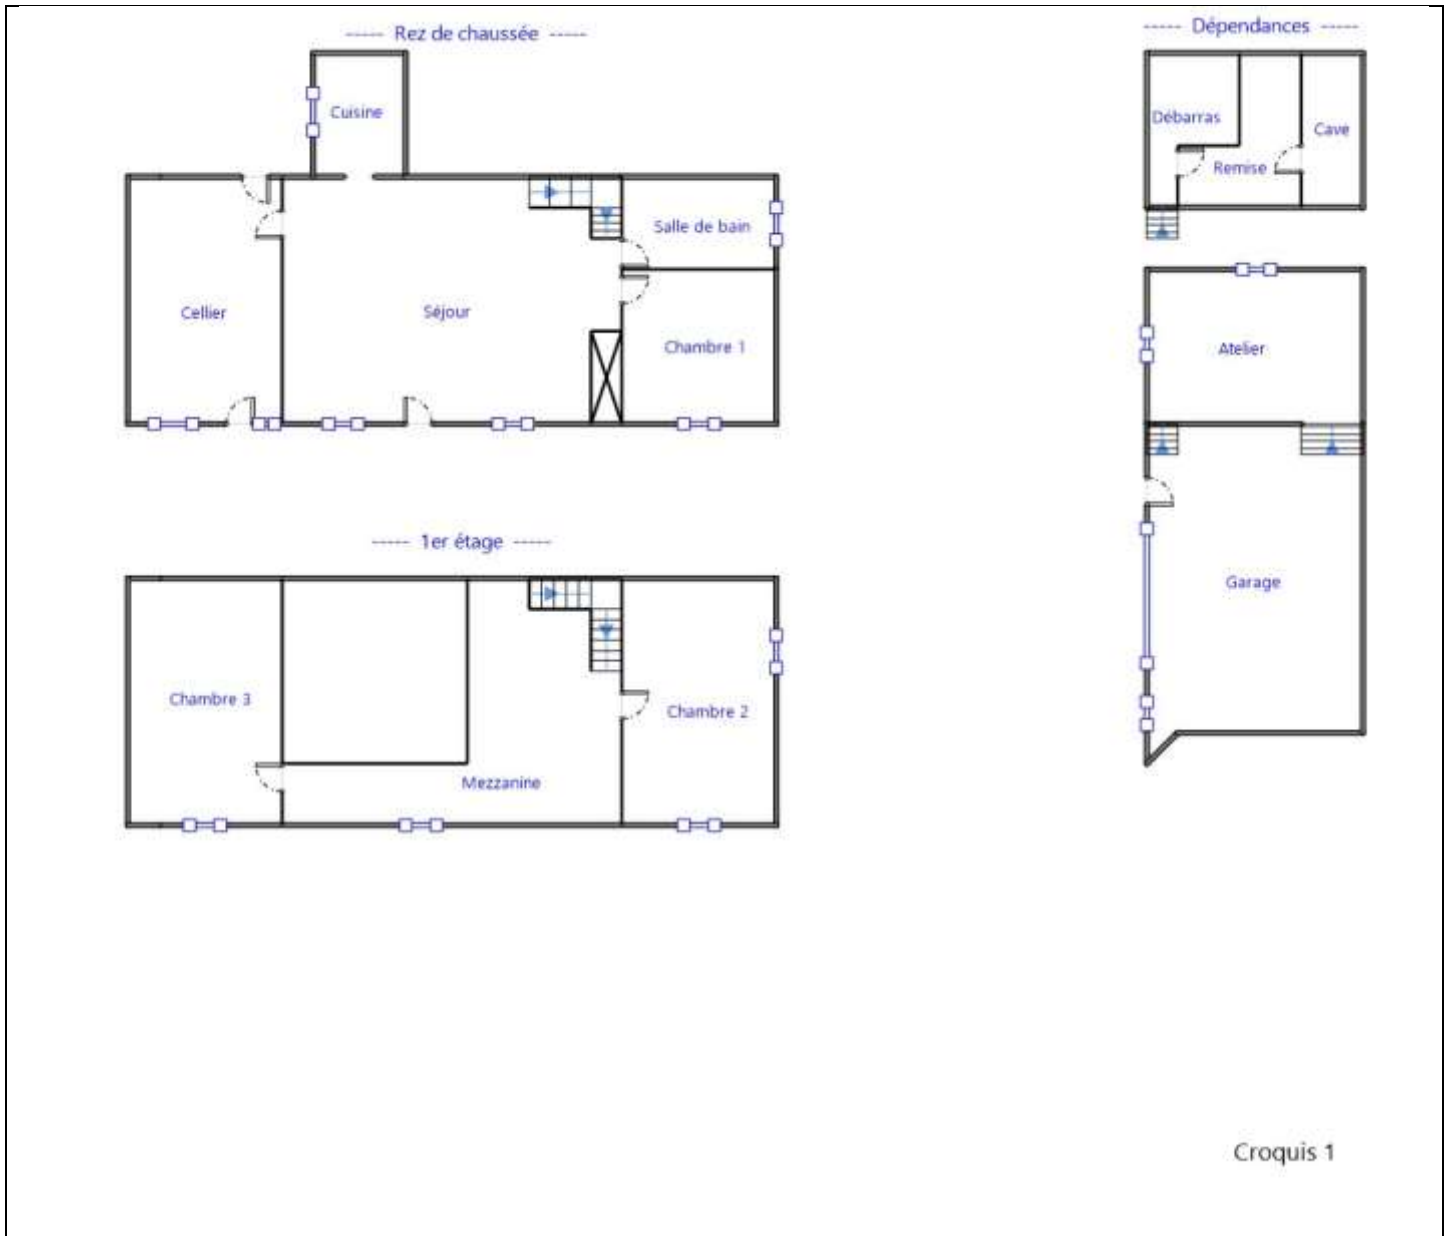 ----- Rez de chaussée -----
Cuisine
Salle de bain
Cellier
Séjour
Chambre 1
----- 1er étage -----
Chambre 3
Chambre 2
Mezzanine
----- Dépendances -----
Débarras
Cave
Remise
Atelier
Garage
Croquis 1